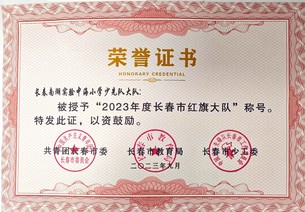 荣誉证书
HONORARY CREDENTIAL
长春南湖实验中海小学少先队大队:
被授予“2023年度长春市红旗大队”称号。
特发此证，以资鼓励。
共青团长春市委 长春市教育局 长春市少工委
二〇二三年九月